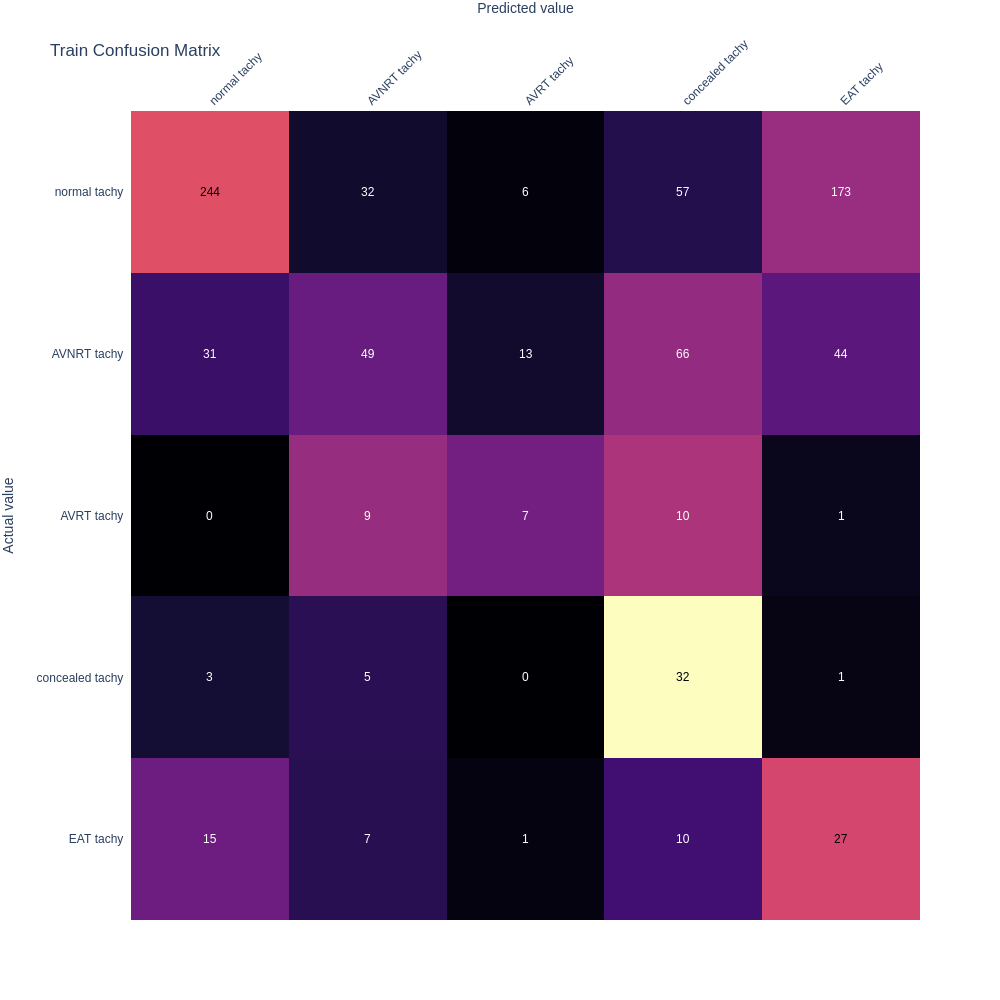 Predicted value
Train Confusion Matrix
normal tachy
AVNRT tachy
AVRT tachy
concealed tachy
EAT tachy
Actual value
normal tachy 244 32 6 57 173
AVNRT tachy 31 49 13 66 44
AVRT tachy 0 9 7 10 1
concealed tachy 3 5 0 32 1
EAT tachy 15 7 1 10 27